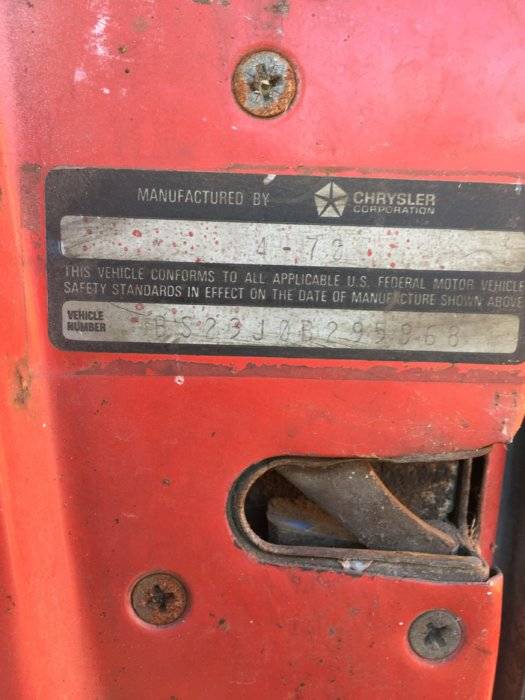 MANUFACTURED BY CHRYSLER
CORPORATION
4-70
THIS VEHICLE CONFORMS TO ALL APPLICABLE U.S. FEDERAL MOTOR VEHICLE
SAFETY STANDARDS IN EFFECT ON THE DATE OF MANUFACTURE SHOWN ABOVE
VEHICLE
NUMBER